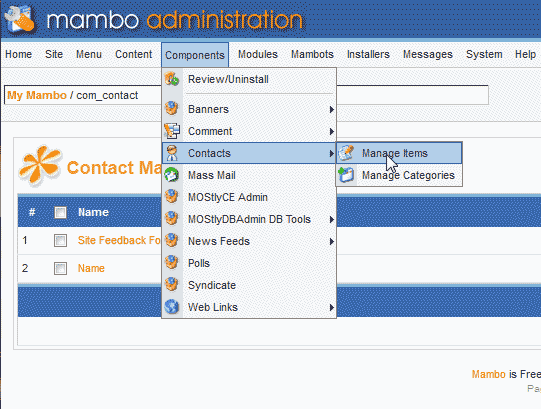 mambo administration
Home Site Menu Content Components Modules Mambots Installers Messages System Help
Review/Uninstall
My Mambo / com_contact
Banners
Comment
Contacts
Manage Items
Contact Ma
Mass Mail
Manage Categories
MOStlyCE Admin
# Name
MOStlyDBAdmin DB Tools
1 Site Feedback Fo
News Feeds
Polls
2 Name
Syndicate
Web Links
Mambo is Free
Pa